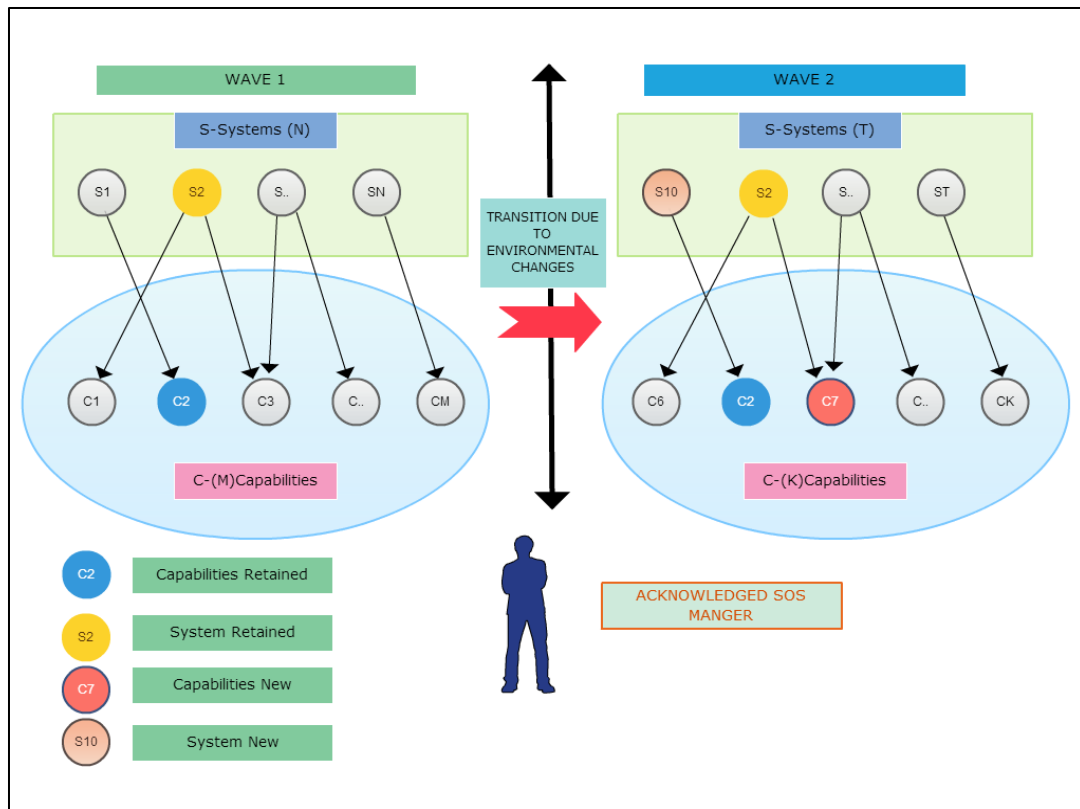 WAVE 1
S-Systems (N)
S1
S2
S..
SN
C1
C2
C3
C..
CM
C-(M)Capabilities
TRANSITION DUE
TO
ENVIRONMENTAL
CHANGES
WAVE 2
S-Systems (T)
S10
S2
S..
ST
C6
C2
C7
C..
CK
C-(K)Capabilities
C2
Capabilities Retained
S2
System Retained
C7
Capabilities New
S10
System New
ACKNOWLEDGED SOS
MANGER